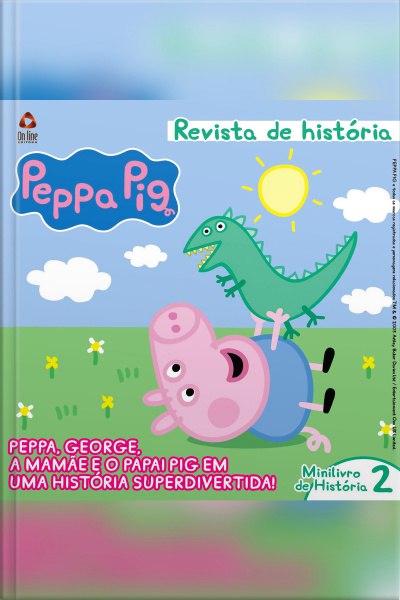 On line
EDITORA
Revista de história
Peppa Pig
PEPPA, GEORGE,
A MAMÃE E O PAPAI PIG EM
UMA HISTÓRIA SUPERDIVERTIDA!
Minilivro
de História 2